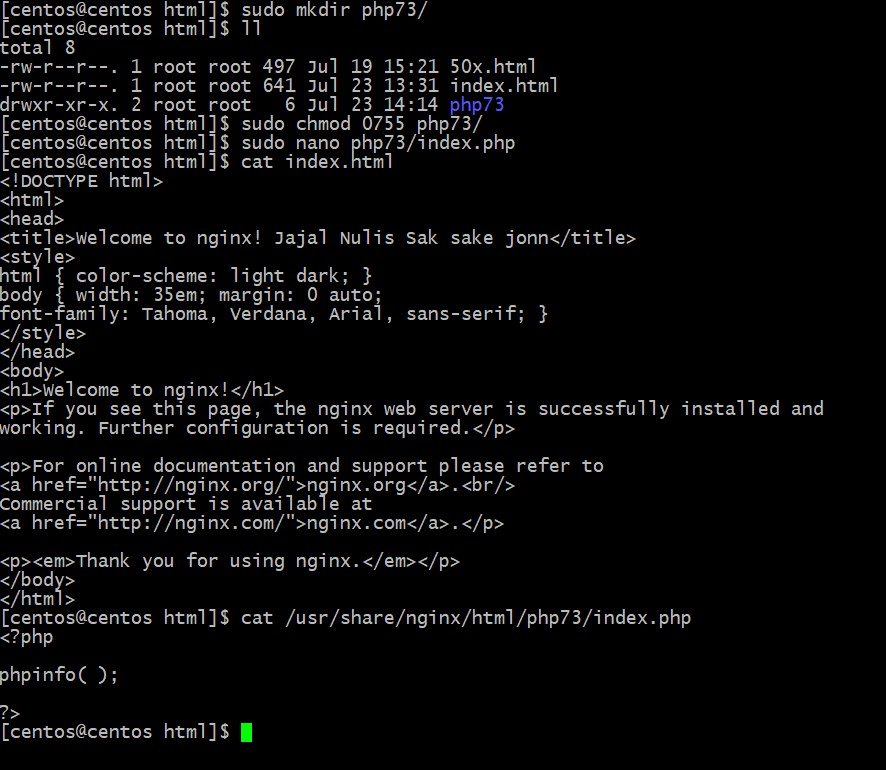 [centos@centos html]$ sudo mkdir php73/
[centos@centos html]$ ll
total 8
-rw-r--r--. 1 root root 497 Jul 19 15:21 50x.html
-rw-r--r--. 1 root root 641 Jul 23 13:31 index.html
drwxr-xr-x. 2 root root   6 Jul 23 14:14 php73
[centos@centos html]$ sudo chmod 0755 php73/
[centos@centos html]$ sudo nano php73/index.php
[centos@centos html]$ cat index.html
<!DOCTYPE html>
<html>
<head>
<title>Welcome to nginx! Jajal Nulis Sak sake jonn</title>
<style>
html { color-scheme: light dark; }
body { width: 35em; margin: 0 auto;
font-family: Tahoma, Verdana, Arial, sans-serif; }
</style>
</head>
<body>
<h1>Welcome to nginx!</h1>
<p>If you see this page, the nginx web server is successfully installed and
working. Further configuration is required.</p>

<p>For online documentation and support please refer to
<a href="http://nginx.org/">nginx.org</a>.<br/>
Commercial support is available at
<a href="http://nginx.com/">nginx.com</a>.</p>

<p><em>Thank you for using nginx.</em></p>
</body>
</html>
[centos@centos html]$ cat /usr/share/nginx/html/php73/index.php
<?php

phpinfo( );

?>
[centos@centos html]$